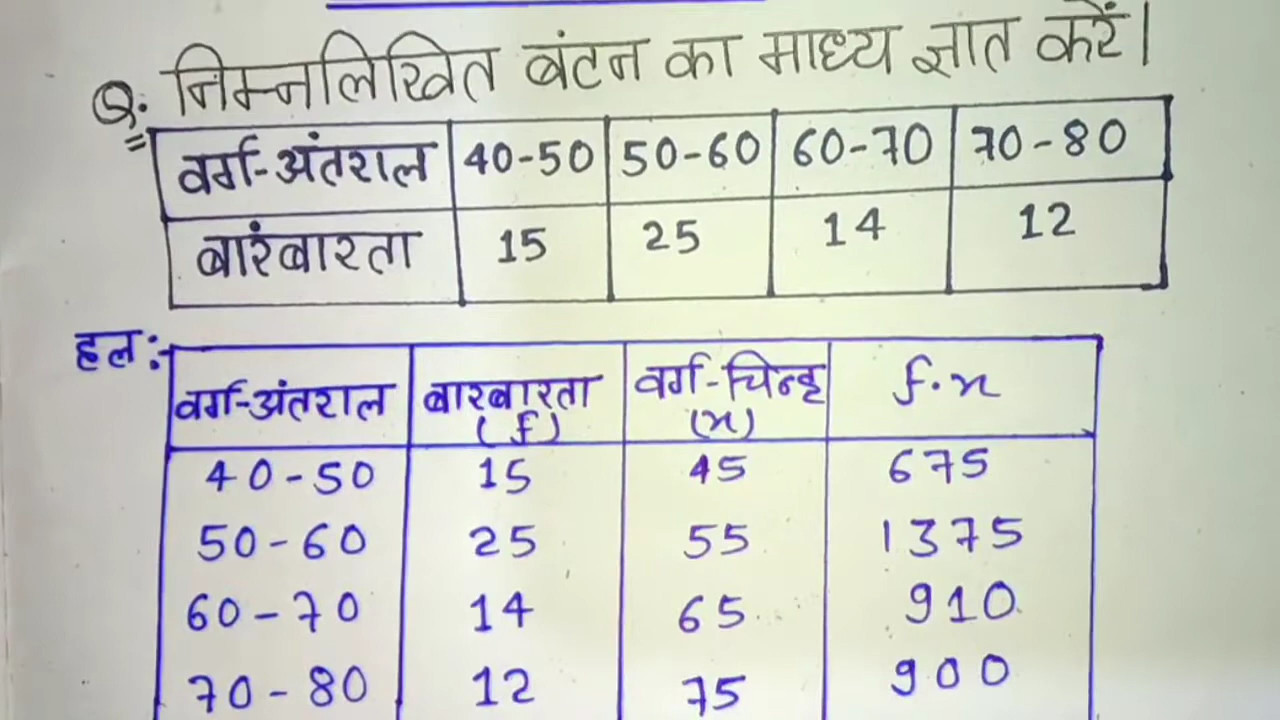 Q. निम्नलिखित बंटन का माध्य ज्ञात करें।
वर्ग-अंतराल 40-50 50-60 60-70 70-80
बारंबारता 15 25 14 12
हल:-
वर्ग-अंतराल बारबारता (f) वर्ग-चिन्ह (x) f.x
40-50 15 45 675
50-60 25 55 1375
60-70 14 65 910
70-80 12 75 900